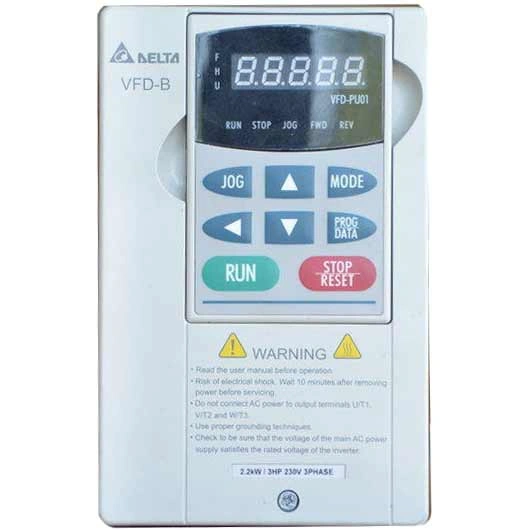 DELTA
VFD-B
F
H
U
8.8.8.8.8.
VFD-PU01
RUN STOP JOG FWD REV
JOG
MODE
PROG
DATA
RUN
STOP
RESET
WARNING
• Read the user manual before operation.
• Risk of electrical shock. Wait 10 minutes after removing
power before servicing.
• Do not connect AC power to output terminals U/T1,
V/T2 and W/T3.
• Use proper grounding techniques.
• Check to be sure that the voltage of the main AC power
supply satisfies the rated voltage of the inverter.
2.2kW / 3HP 230V 3PHASE